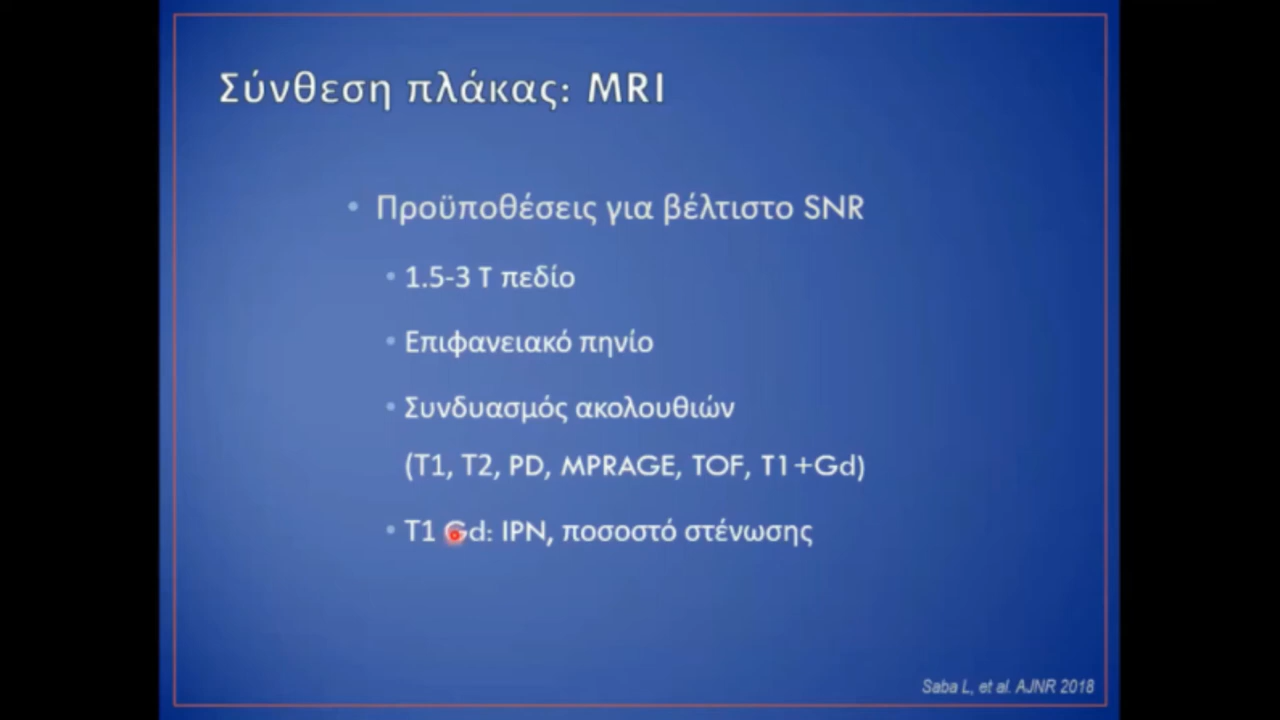 Σύνθεση πλάκας: MRI
• Προϋποθέσεις για βέλτιστο SNR
• 1.5-3 T πεδίο
• Επιφανειακό πηνίο
• Συνδυασμός ακολουθιών
(T1, T2, PD, MPRAGE, TOF, T1+Gd)
• T1 Gd: IPN, ποσοστό στένωσης
Saba L, et al. AJNR 2018